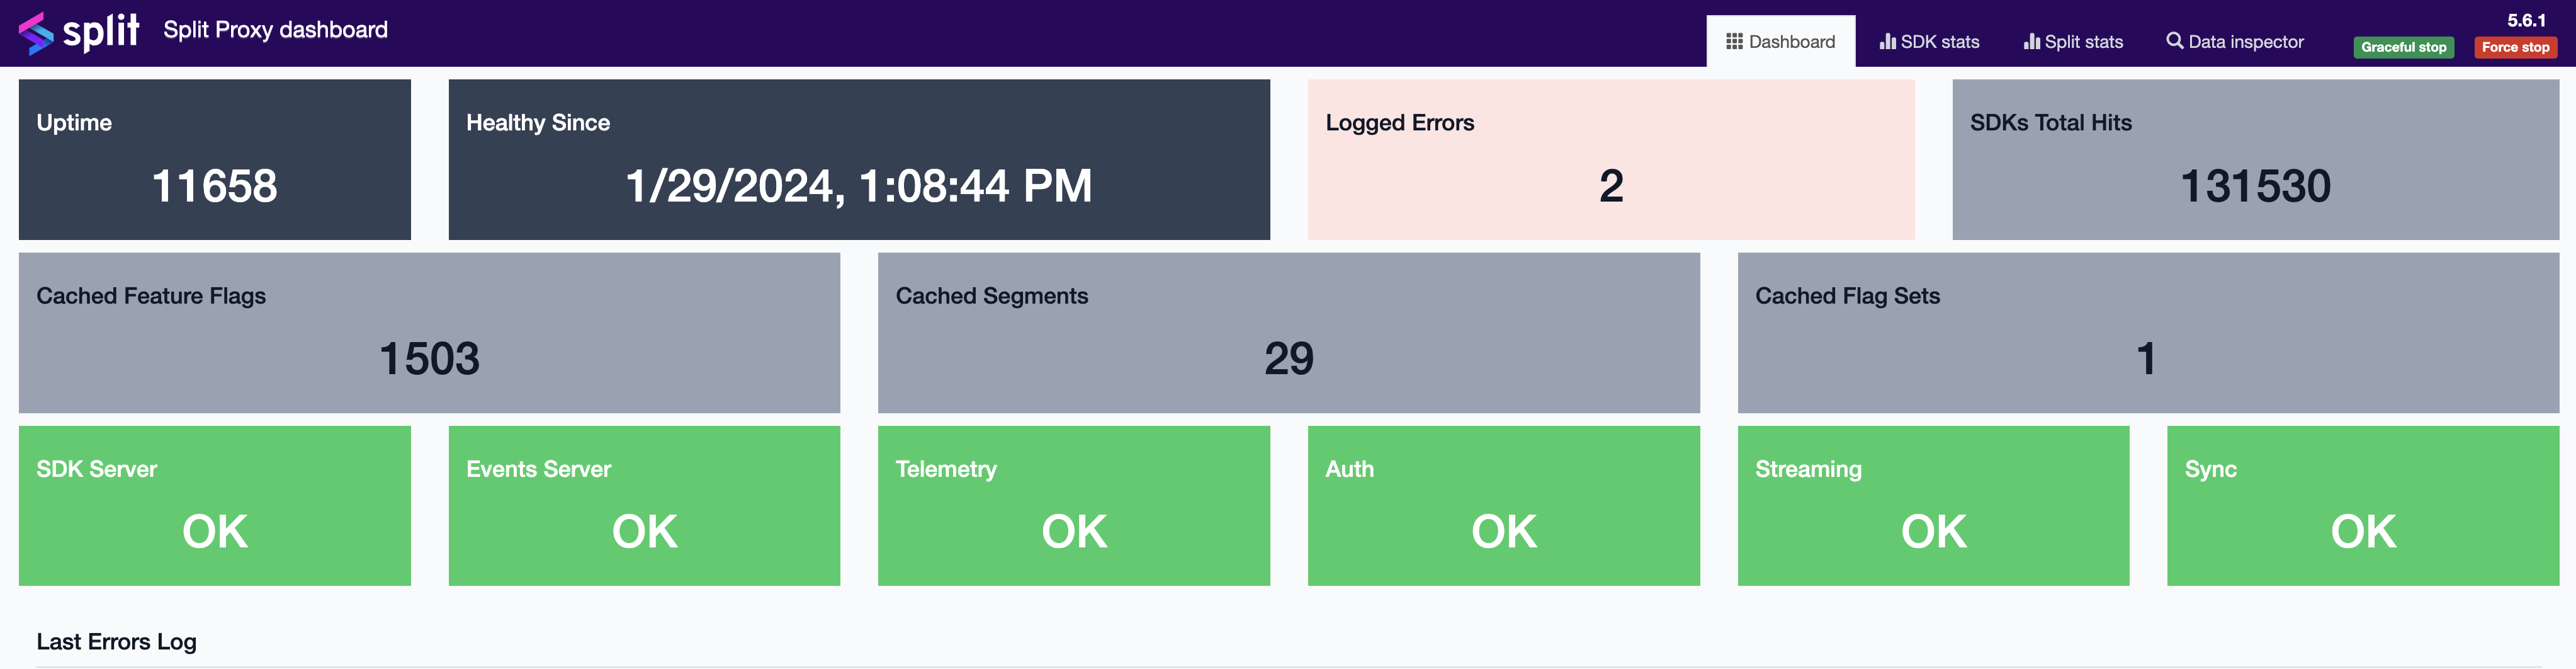 split
Split Proxy dashboard
Dashboard
SDK stats
Split stats
Data inspector
5.6.1
Graceful stop
Force stop
Uptime
11658
Healthy Since
1/29/2024, 1:08:44 PM
Logged Errors
2
SDKs Total Hits
131530
Cached Feature Flags
1503
Cached Segments
29
Cached Flag Sets
1
SDK Server
OK
Events Server
OK
Telemetry
OK
Auth
OK
Streaming
OK
Sync
OK
Last Errors Log